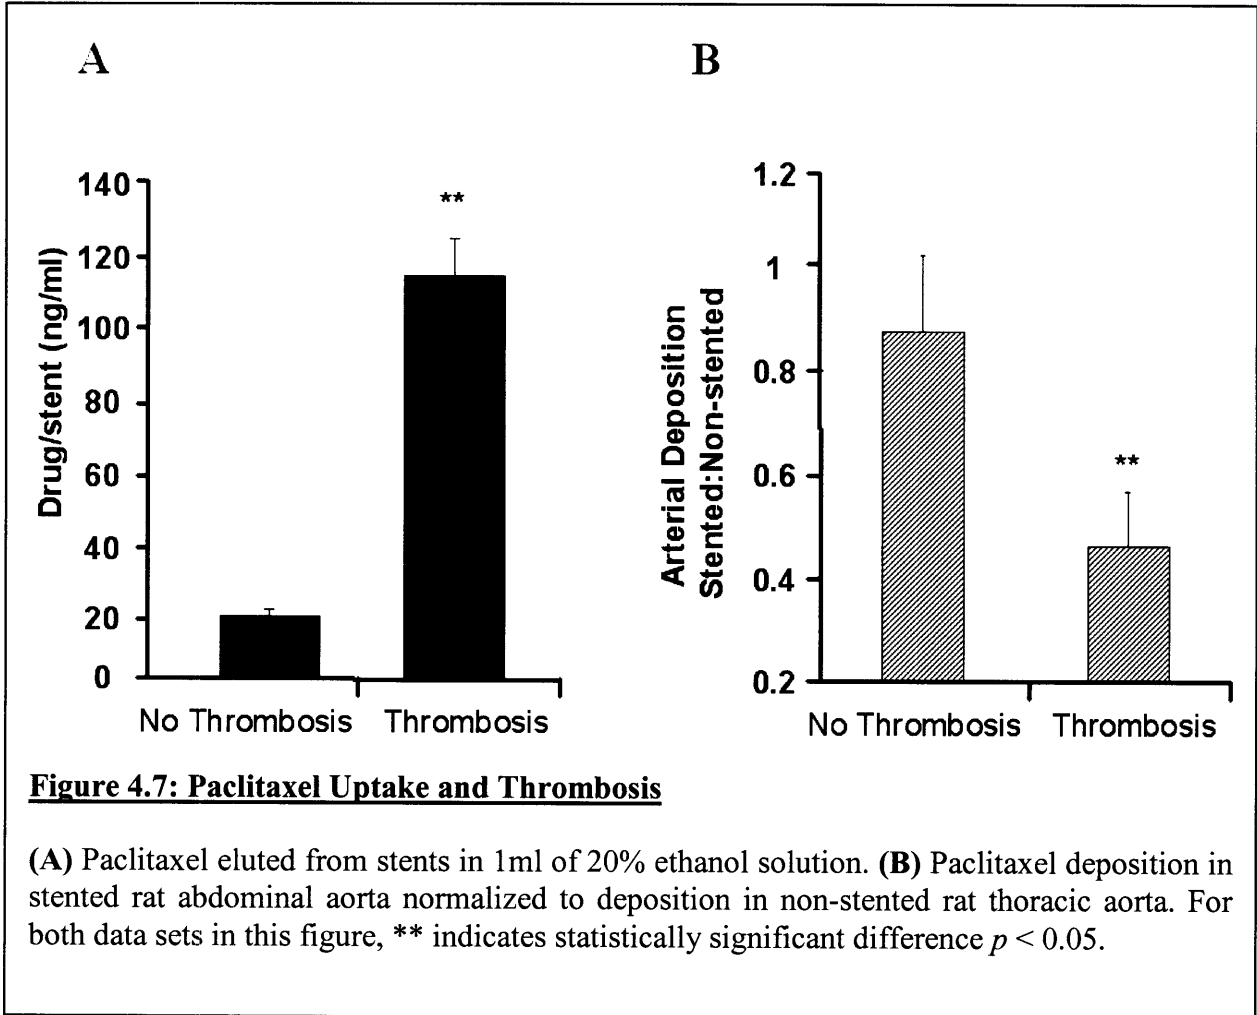 A
B
140
120
100
80
60
40
20
0
Drug/stent (ng/ml)
**
No Thrombosis
Thrombosis
1.2
1
0.8
0.6
0.4
0.2
Arterial Deposition
Stented:Non-stented
**
No Thrombosis
Thrombosis
Figure 4.7: Paclitaxel Uptake and Thrombosis
(A) Paclitaxel eluted from stents in 1ml of 20% ethanol solution. (B) Paclitaxel deposition in
stented rat abdominal aorta normalized to deposition in non-stented rat thoracic aorta. For
both data sets in this figure, ** indicates statistically significant difference p < 0.05.